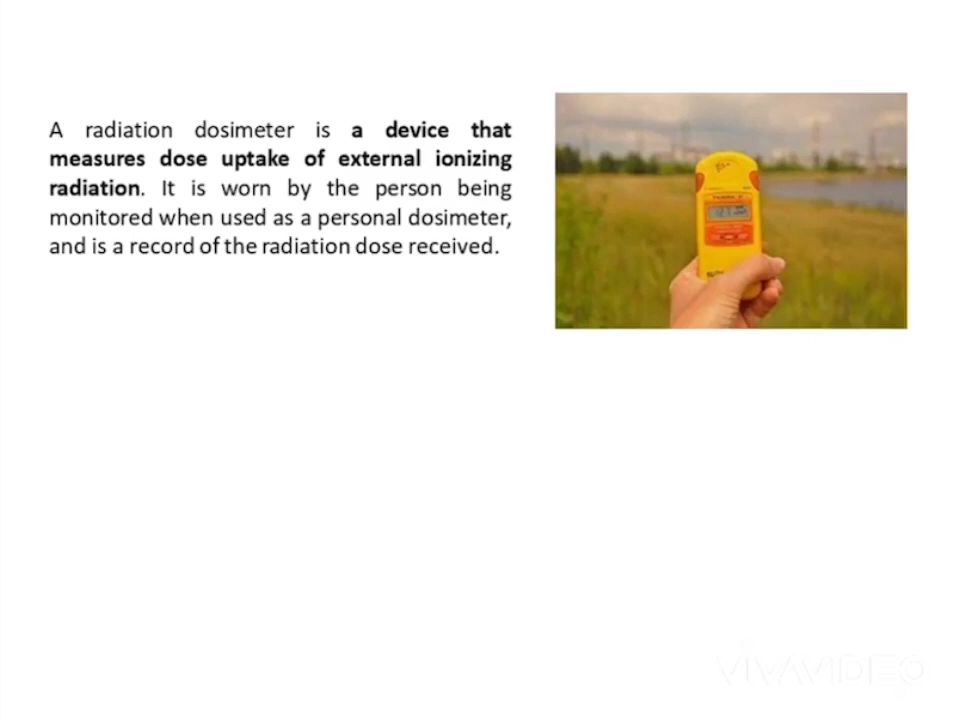 A radiation dosimeter is a device that
measures dose uptake of external ionizing
radiation. It is worn by the person being
monitored when used as a personal dosimeter,
and is a record of the radiation dose received.
VIVAVIDEO